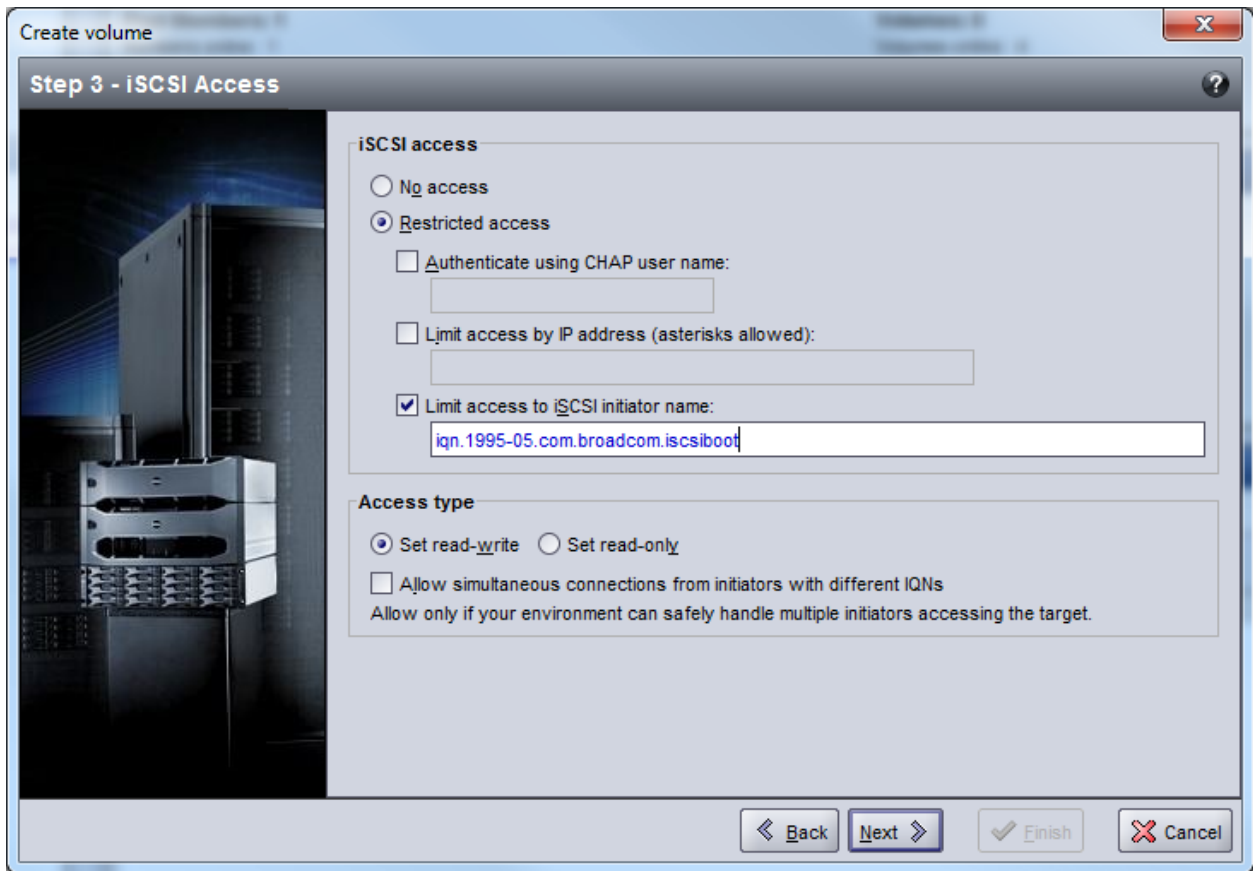 Create volume
Step 3 - iSCSI Access
?
iSCSI access
No access
Restricted access
Authenticate using CHAP user name:
Limit access by IP address (asterisks allowed):
Limit access to iSCSI initiator name:
iqn.1995-05.com.broadcom.iscsiboot
Access type
Set read-write Set read-only
Allow simultaneous connections from initiators with different IQNs
Allow only if your environment can safely handle multiple initiators accessing the target.
Back Next Finish Cancel